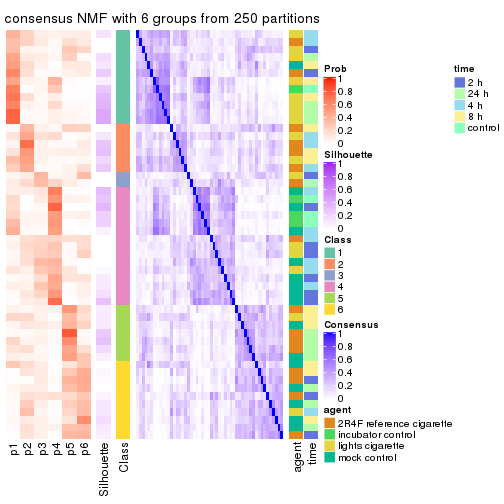 consensus NMF with 6 groups from 250 partitions
p1
p2
p3
p4
p5
p6
Silhouette
Class
agent
time
Prob
1
0.8
0.6
0.4
0.2
0
Silhouette
1
0.8
0.6
0.4
0.2
0
Class
1
2
3
4
5
6
Consensus
1
0.8
0.6
0.4
0.2
0
agent
2R4F reference cigarette
incubator control
lights cigarette
mock control
time
2 h
24 h
4 h
8 h
control